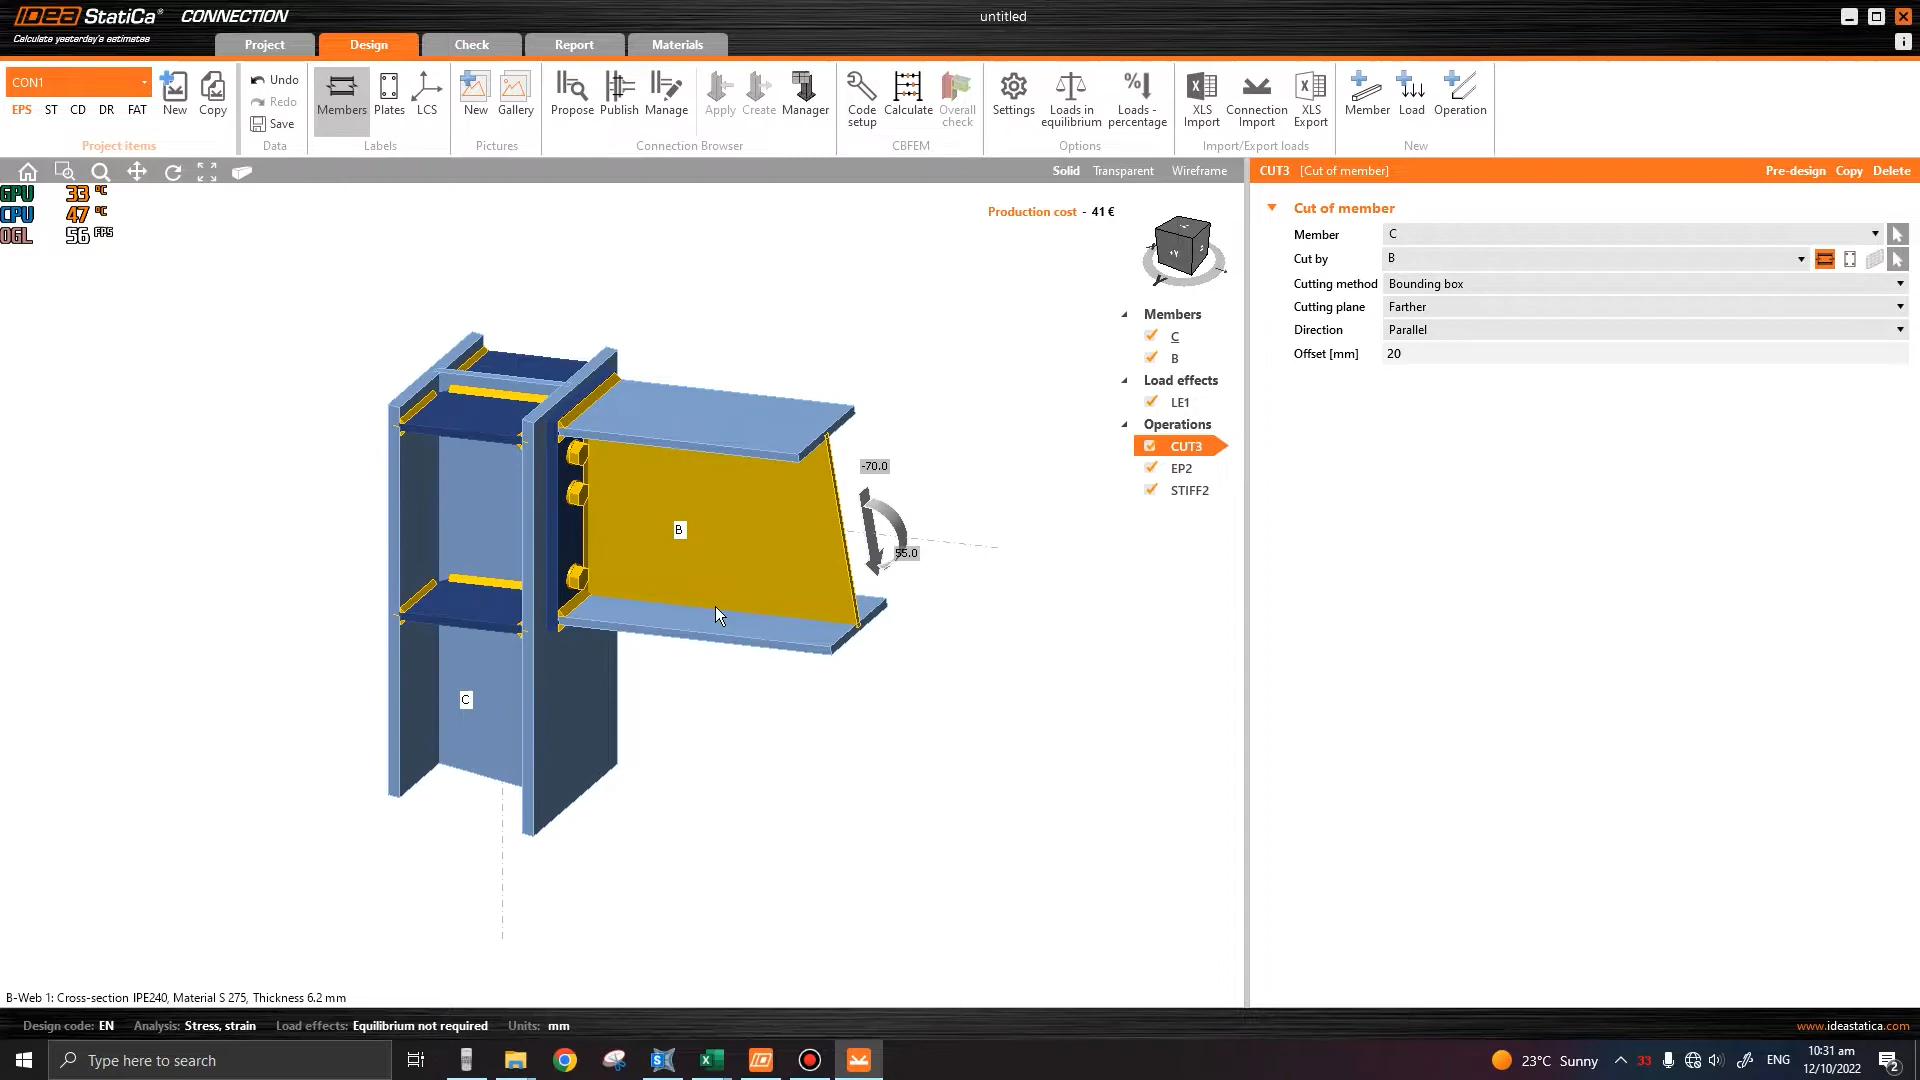 IDEA StatiCa® CONNECTION
Calculate yesterday's estimates
untitled
i
Project Design Check Report Materials
CON1
EPS ST CD DR FAT
New Copy
Undo
Redo
Save
Members Plates LCS
New Gallery
Propose Publish Manage Apply Create Manager
Code setup Calculate Overall check
Settings Loads in equilibrium Loads - percentage
XLS Import Connection Import XLS Export
Member Load Operation
Project items Data Labels Pictures Connection Browser CBFEM Options Import/Export loads New
Solid Transparent Wireframe
CUT3 [Cut of member] Pre-design Copy Delete
GPU 33 °C
CPU 47 °C
OGL 56 FPS
Production cost - 41 €
+Y
Y
Cut of member
Member C
Cut by B
Cutting method Bounding box
Cutting plane Farther
Direction Parallel
Offset [mm] 20
Members
C
B
Load effects
LE1
Operations
CUT3
EP2
STIFF2
-70.0
55.0
B
C
B-Web 1: Cross-section IPE240, Material S 275, Thickness 6.2 mm
Design code: EN Analysis: Stress, strain Load effects: Equilibrium not required Units: mm
www.ideastatica.com
Type here to search
23°C Sunny
33
ENG
10:31 am
12/10/2022
2